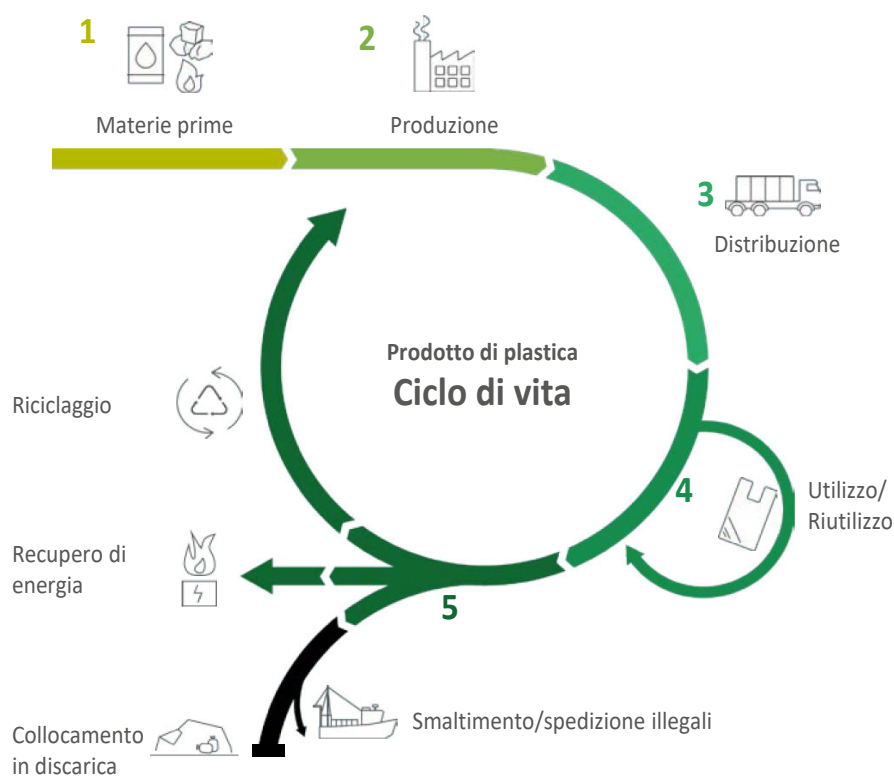 1
Materie prime
2
Produzione
3
Distribuzione
Prodotto di plastica
Ciclo di vita
Riciclaggio
4
Utilizzo/
Riutilizzo
Recupero di
energia
5
Smaltimento/spedizione illegali
Collocamento
in discarica